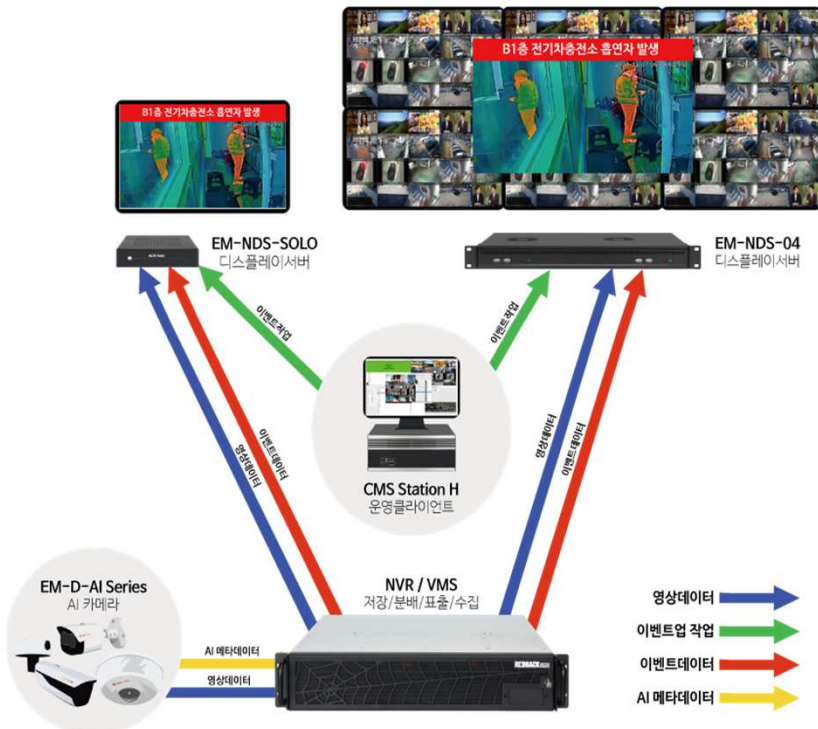 B1층 전기차충전소 흡연자 발생
B1층 전기차충전소 흡연자 발생
EM-NDS-SOLO
디스플레이서버
EM-NDS-04
디스플레이서버
이벤트작업
이벤트작업
CMS Station H
운영클라이언트
영상데이터
이벤트데이터
영상데이터
이벤트데이터
EM-D-AI Series
AI 카메라
NVR / VMS
저장/분배/표출/수집
AI 메타데이터
영상데이터
REDBACK
영상데이터
이벤트업 작업
이벤트데이터
AI 메타데이터